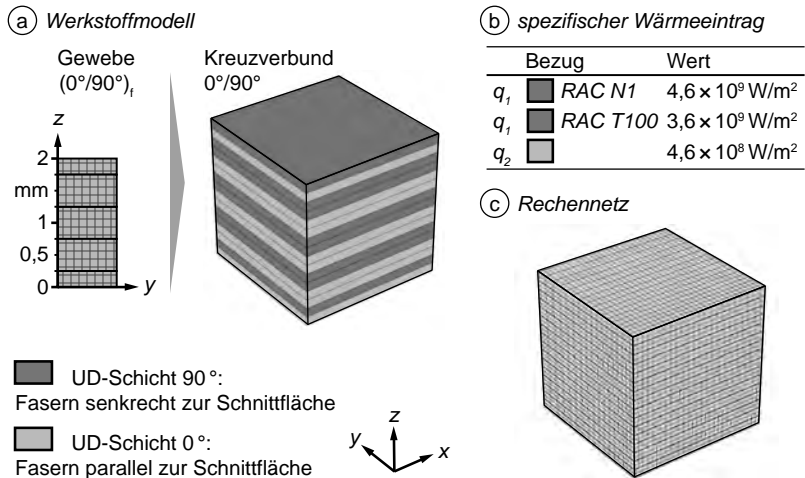 a Werkstoffmodell
Gewebe
(0°/90°)f
Kreuzverbund
0°/90°
z
2
mm
1
0,5
0
y
UD-Schicht 90°:
Fasern senkrecht zur Schnittfläche
UD-Schicht 0°:
Fasern parallel zur Schnittfläche
z
y
x
b spezifischer Wärmeeintrag
Bezug Wert
q1 RAC N1 4,6 × 10⁹ W/m²
q1 RAC T100 3,6 × 10⁹ W/m²
q2 4,6 × 10⁸ W/m²
c Rechennetz